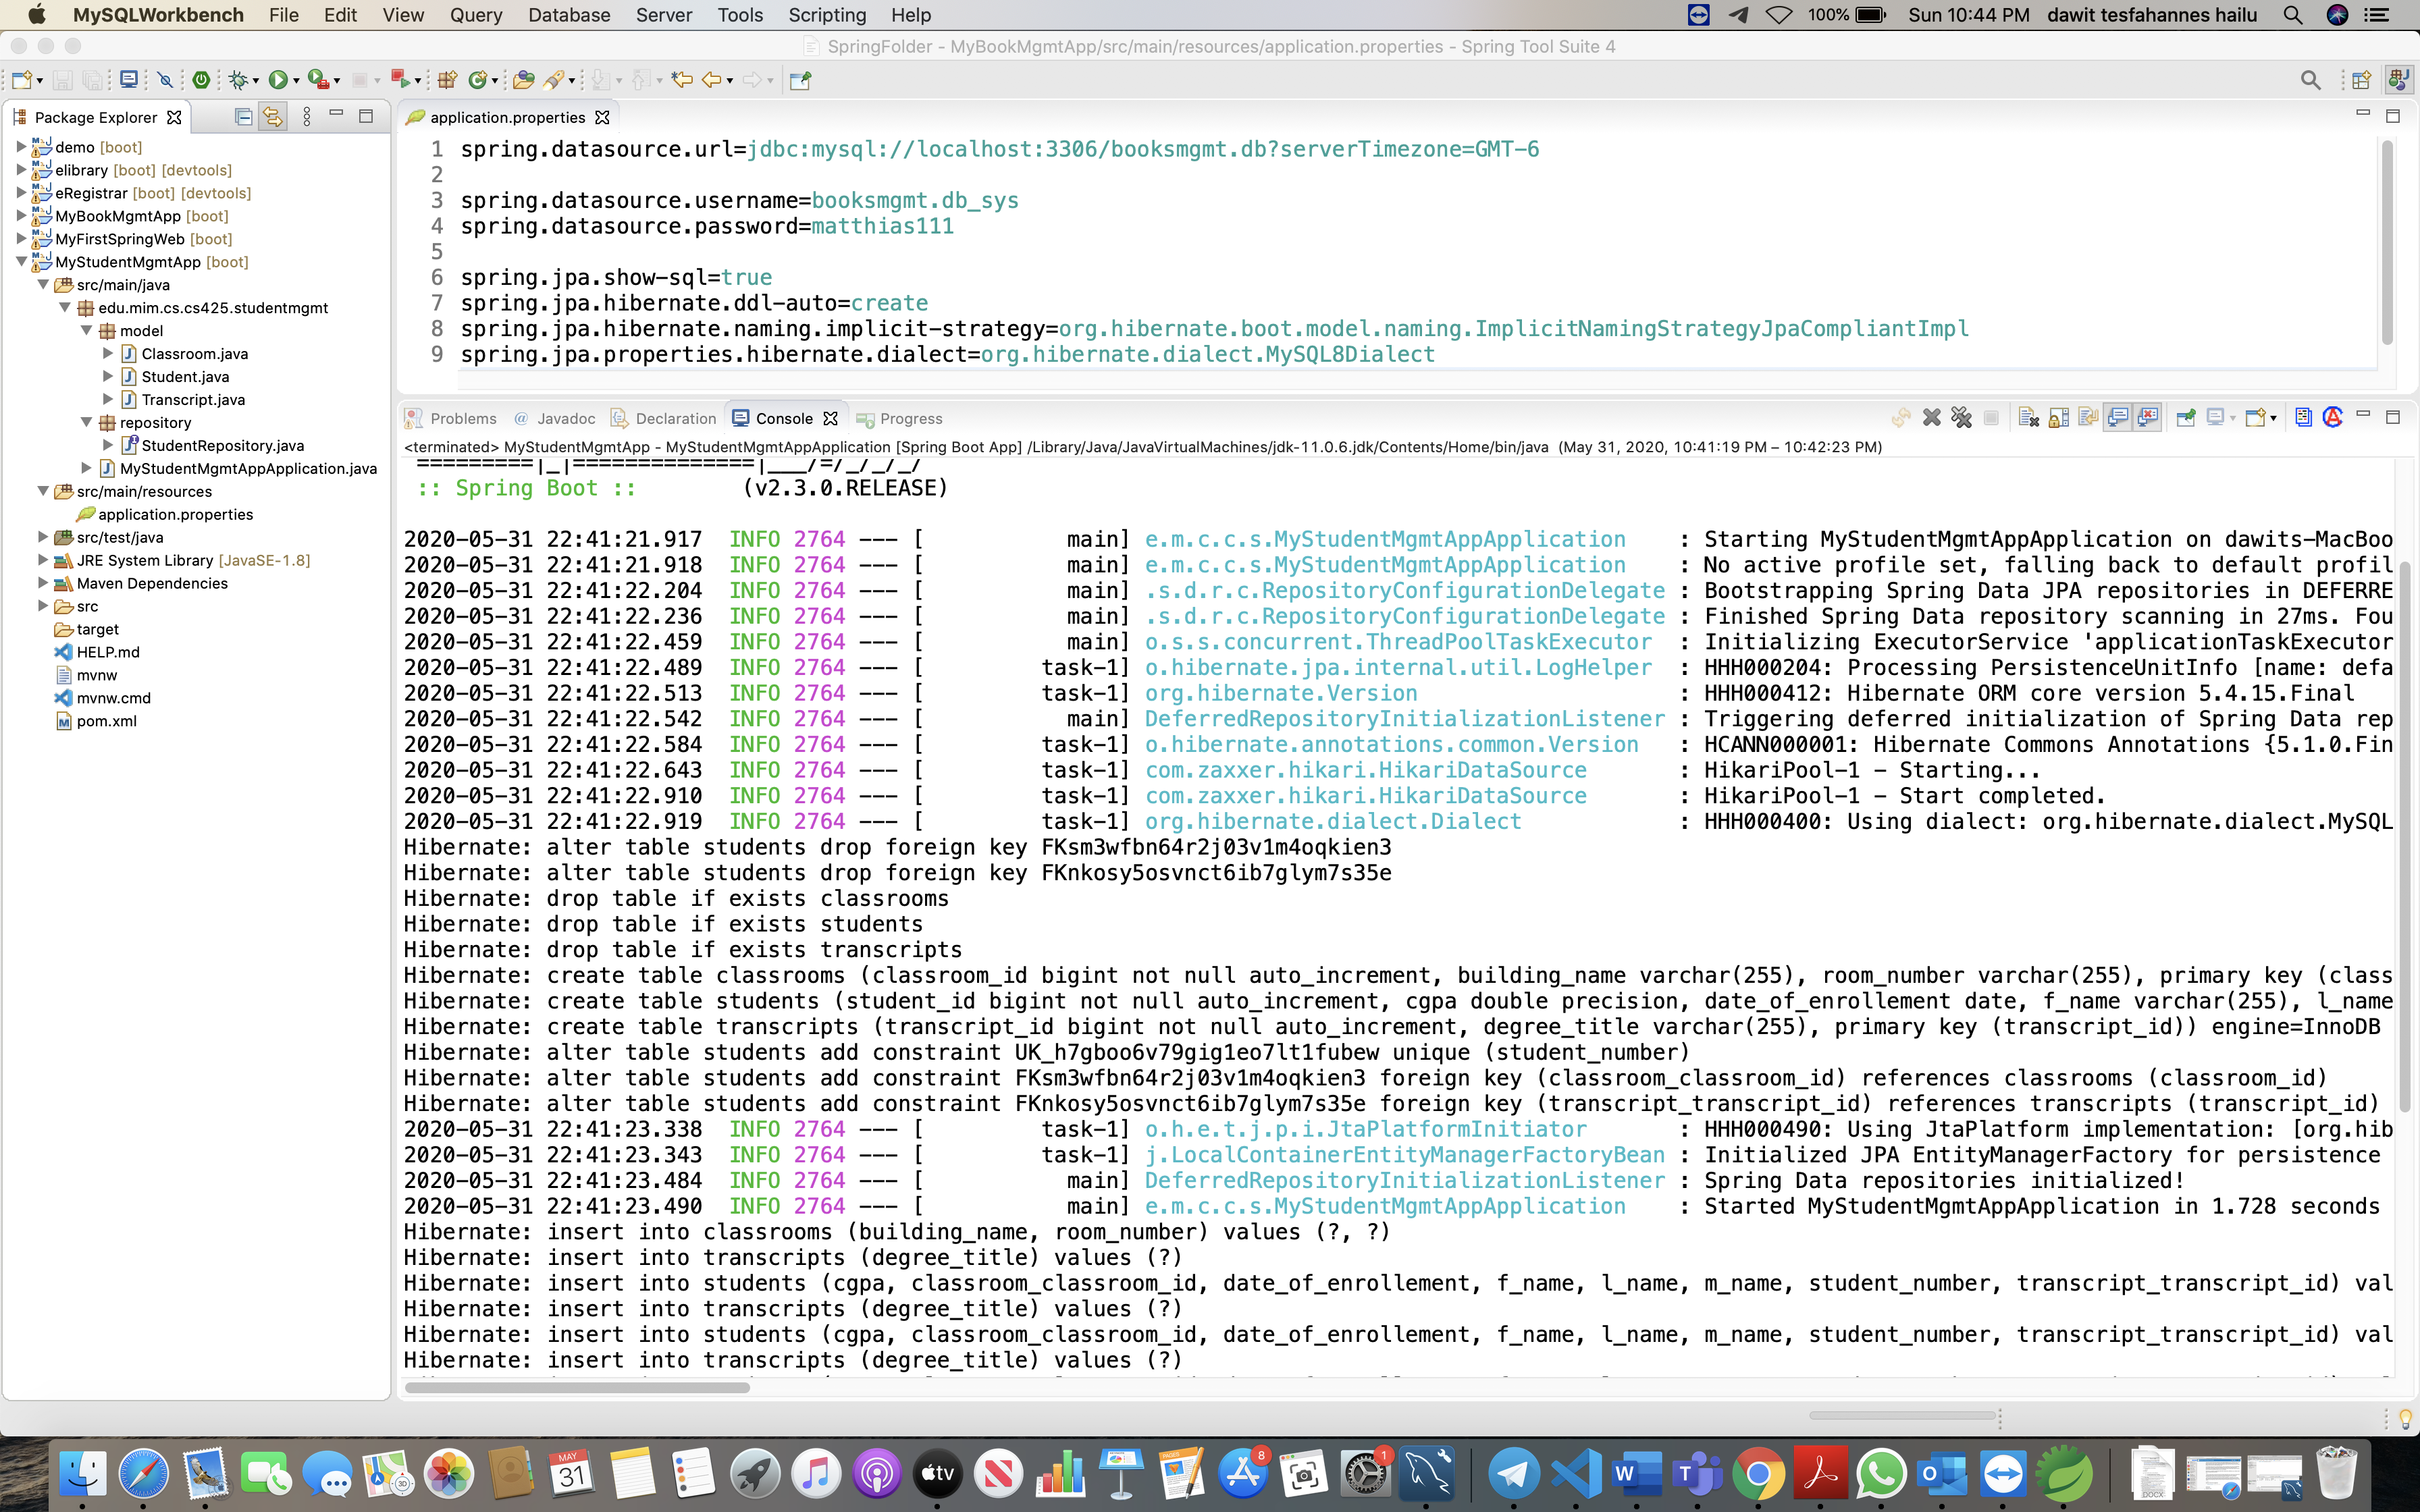 MySQLWorkbench File Edit View Query Database Server Tools Scripting Help 100% Sun 10:44 PM dawit tesfahannes hailu
SpringFolder - MyBookMgmtApp/src/main/resources/application.properties - Spring Tool Suite 4
Package Explorer
demo [boot]
elibrary [boot] [devtools]
eRegistrar [boot] [devtools]
MyBookMgmtApp [boot]
MyFirstSpringWeb [boot]
MyStudentMgmtApp [boot]
src/main/java
edu.mim.cs.cs425.studentmgmt
model
Classroom.java
Student.java
Transcript.java
repository
StudentRepository.java
MyStudentMgmtAppApplication.java
src/main/resources
application.properties
src/test/java
JRE System Library [JavaSE-1.8]
Maven Dependencies
src
target
HELP.md
mvnw
mvnw.cmd
pom.xml
application.properties
1 spring.datasource.url=jdbc:mysql://localhost:3306/booksmgmt.db?serverTimezone=GMT-6
2
3 spring.datasource.username=booksmgmt.db_sys
4 spring.datasource.password=matthias111
5
6 spring.jpa.show-sql=true
7 spring.jpa.hibernate.ddl-auto=create
8 spring.jpa.hibernate.naming.implicit-strategy=org.hibernate.boot.model.naming.ImplicitNamingStrategyJpaCompliantImpl
9 spring.jpa.properties.hibernate.dialect=org.hibernate.dialect.MySQL8Dialect
Problems Javadoc Declaration Console Progress
<terminated> MyStudentMgmtApp - MyStudentMgmtAppApplication [Spring Boot App] /Library/Java/JavaVirtualMachines/jdk-11.0.6.jdk/Contents/Home/bin/java (May 31, 2020, 10:41:19 PM – 10:42:23 PM)
=========|_|==============|___/=/_/_/_/
:: Spring Boot :: (v2.3.0.RELEASE)
2020-05-31 22:41:21.917 INFO 2764 --- [ main] e.m.c.c.s.MyStudentMgmtAppApplication : Starting MyStudentMgmtAppApplication on dawits-MacBoo
2020-05-31 22:41:21.918 INFO 2764 --- [ main] e.m.c.c.s.MyStudentMgmtAppApplication : No active profile set, falling back to default profil
2020-05-31 22:41:22.204 INFO 2764 --- [ main] .s.d.r.c.RepositoryConfigurationDelegate : Bootstrapping Spring Data JPA repositories in DEFERRE
2020-05-31 22:41:22.236 INFO 2764 --- [ main] .s.d.r.c.RepositoryConfigurationDelegate : Finished Spring Data repository scanning in 27ms. Fou
2020-05-31 22:41:22.459 INFO 2764 --- [ main] o.s.s.concurrent.ThreadPoolTaskExecutor : Initializing ExecutorService 'applicationTaskExecutor
2020-05-31 22:41:22.489 INFO 2764 --- [ task-1] o.hibernate.jpa.internal.util.LogHelper : HHH000204: Processing PersistenceUnitInfo [name: defa
2020-05-31 22:41:22.513 INFO 2764 --- [ task-1] org.hibernate.Version : HHH000412: Hibernate ORM core version 5.4.15.Final
2020-05-31 22:41:22.542 INFO 2764 --- [ main] DeferredRepositoryInitializationListener : Triggering deferred initialization of Spring Data rep
2020-05-31 22:41:22.584 INFO 2764 --- [ task-1] o.hibernate.annotations.common.Version : HCANN000001: Hibernate Commons Annotations {5.1.0.Fin
2020-05-31 22:41:22.643 INFO 2764 --- [ task-1] com.zaxxer.hikari.HikariDataSource : HikariPool-1 - Starting...
2020-05-31 22:41:22.910 INFO 2764 --- [ task-1] com.zaxxer.hikari.HikariDataSource : HikariPool-1 - Start completed.
2020-05-31 22:41:22.919 INFO 2764 --- [ task-1] org.hibernate.dialect.Dialect : HHH000400: Using dialect: org.hibernate.dialect.MySQL
Hibernate: alter table students drop foreign key FKsm3wfbn64r2j03v1m4oqkien3
Hibernate: alter table students drop foreign key FKnkosy5osvnct6ib7glym7s35e
Hibernate: drop table if exists classrooms
Hibernate: drop table if exists students
Hibernate: drop table if exists transcripts
Hibernate: create table classrooms (classroom_id bigint not null auto_increment, building_name varchar(255), room_number varchar(255), primary key (class
Hibernate: create table students (student_id bigint not null auto_increment, cgpa double precision, date_of_enrollement date, f_name varchar(255), l_name
Hibernate: create table transcripts (transcript_id bigint not null auto_increment, degree_title varchar(255), primary key (transcript_id)) engine=InnoDB
Hibernate: alter table students add constraint UK_h7gboo6v79gig1eo7lt1fubew unique (student_number)
Hibernate: alter table students add constraint FKsm3wfbn64r2j03v1m4oqkien3 foreign key (classroom_classroom_id) references classrooms (classroom_id)
Hibernate: alter table students add constraint FKnkosy5osvnct6ib7glym7s35e foreign key (transcript_transcript_id) references transcripts (transcript_id)
2020-05-31 22:41:23.338 INFO 2764 --- [ task-1] o.h.e.t.j.p.i.JtaPlatformInitiator : HHH000490: Using JtaPlatform implementation: [org.hib
2020-05-31 22:41:23.343 INFO 2764 --- [ task-1] j.LocalContainerEntityManagerFactoryBean : Initialized JPA EntityManagerFactory for persistence
2020-05-31 22:41:23.484 INFO 2764 --- [ main] DeferredRepositoryInitializationListener : Spring Data repositories initialized!
2020-05-31 22:41:23.490 INFO 2764 --- [ main] e.m.c.c.s.MyStudentMgmtAppApplication : Started MyStudentMgmtAppApplication in 1.728 seconds
Hibernate: insert into classrooms (building_name, room_number) values (?, ?)
Hibernate: insert into transcripts (degree_title) values (?)
Hibernate: insert into students (cgpa, classroom_classroom_id, date_of_enrollement, f_name, l_name, m_name, student_number, transcript_transcript_id) val
Hibernate: insert into transcripts (degree_title) values (?)
Hibernate: insert into students (cgpa, classroom_classroom_id, date_of_enrollement, f_name, l_name, m_name, student_number, transcript_transcript_id) val
Hibernate: insert into transcripts (degree_title) values (?)
MAY
31
tv
8
1
W
T
O
DOCX